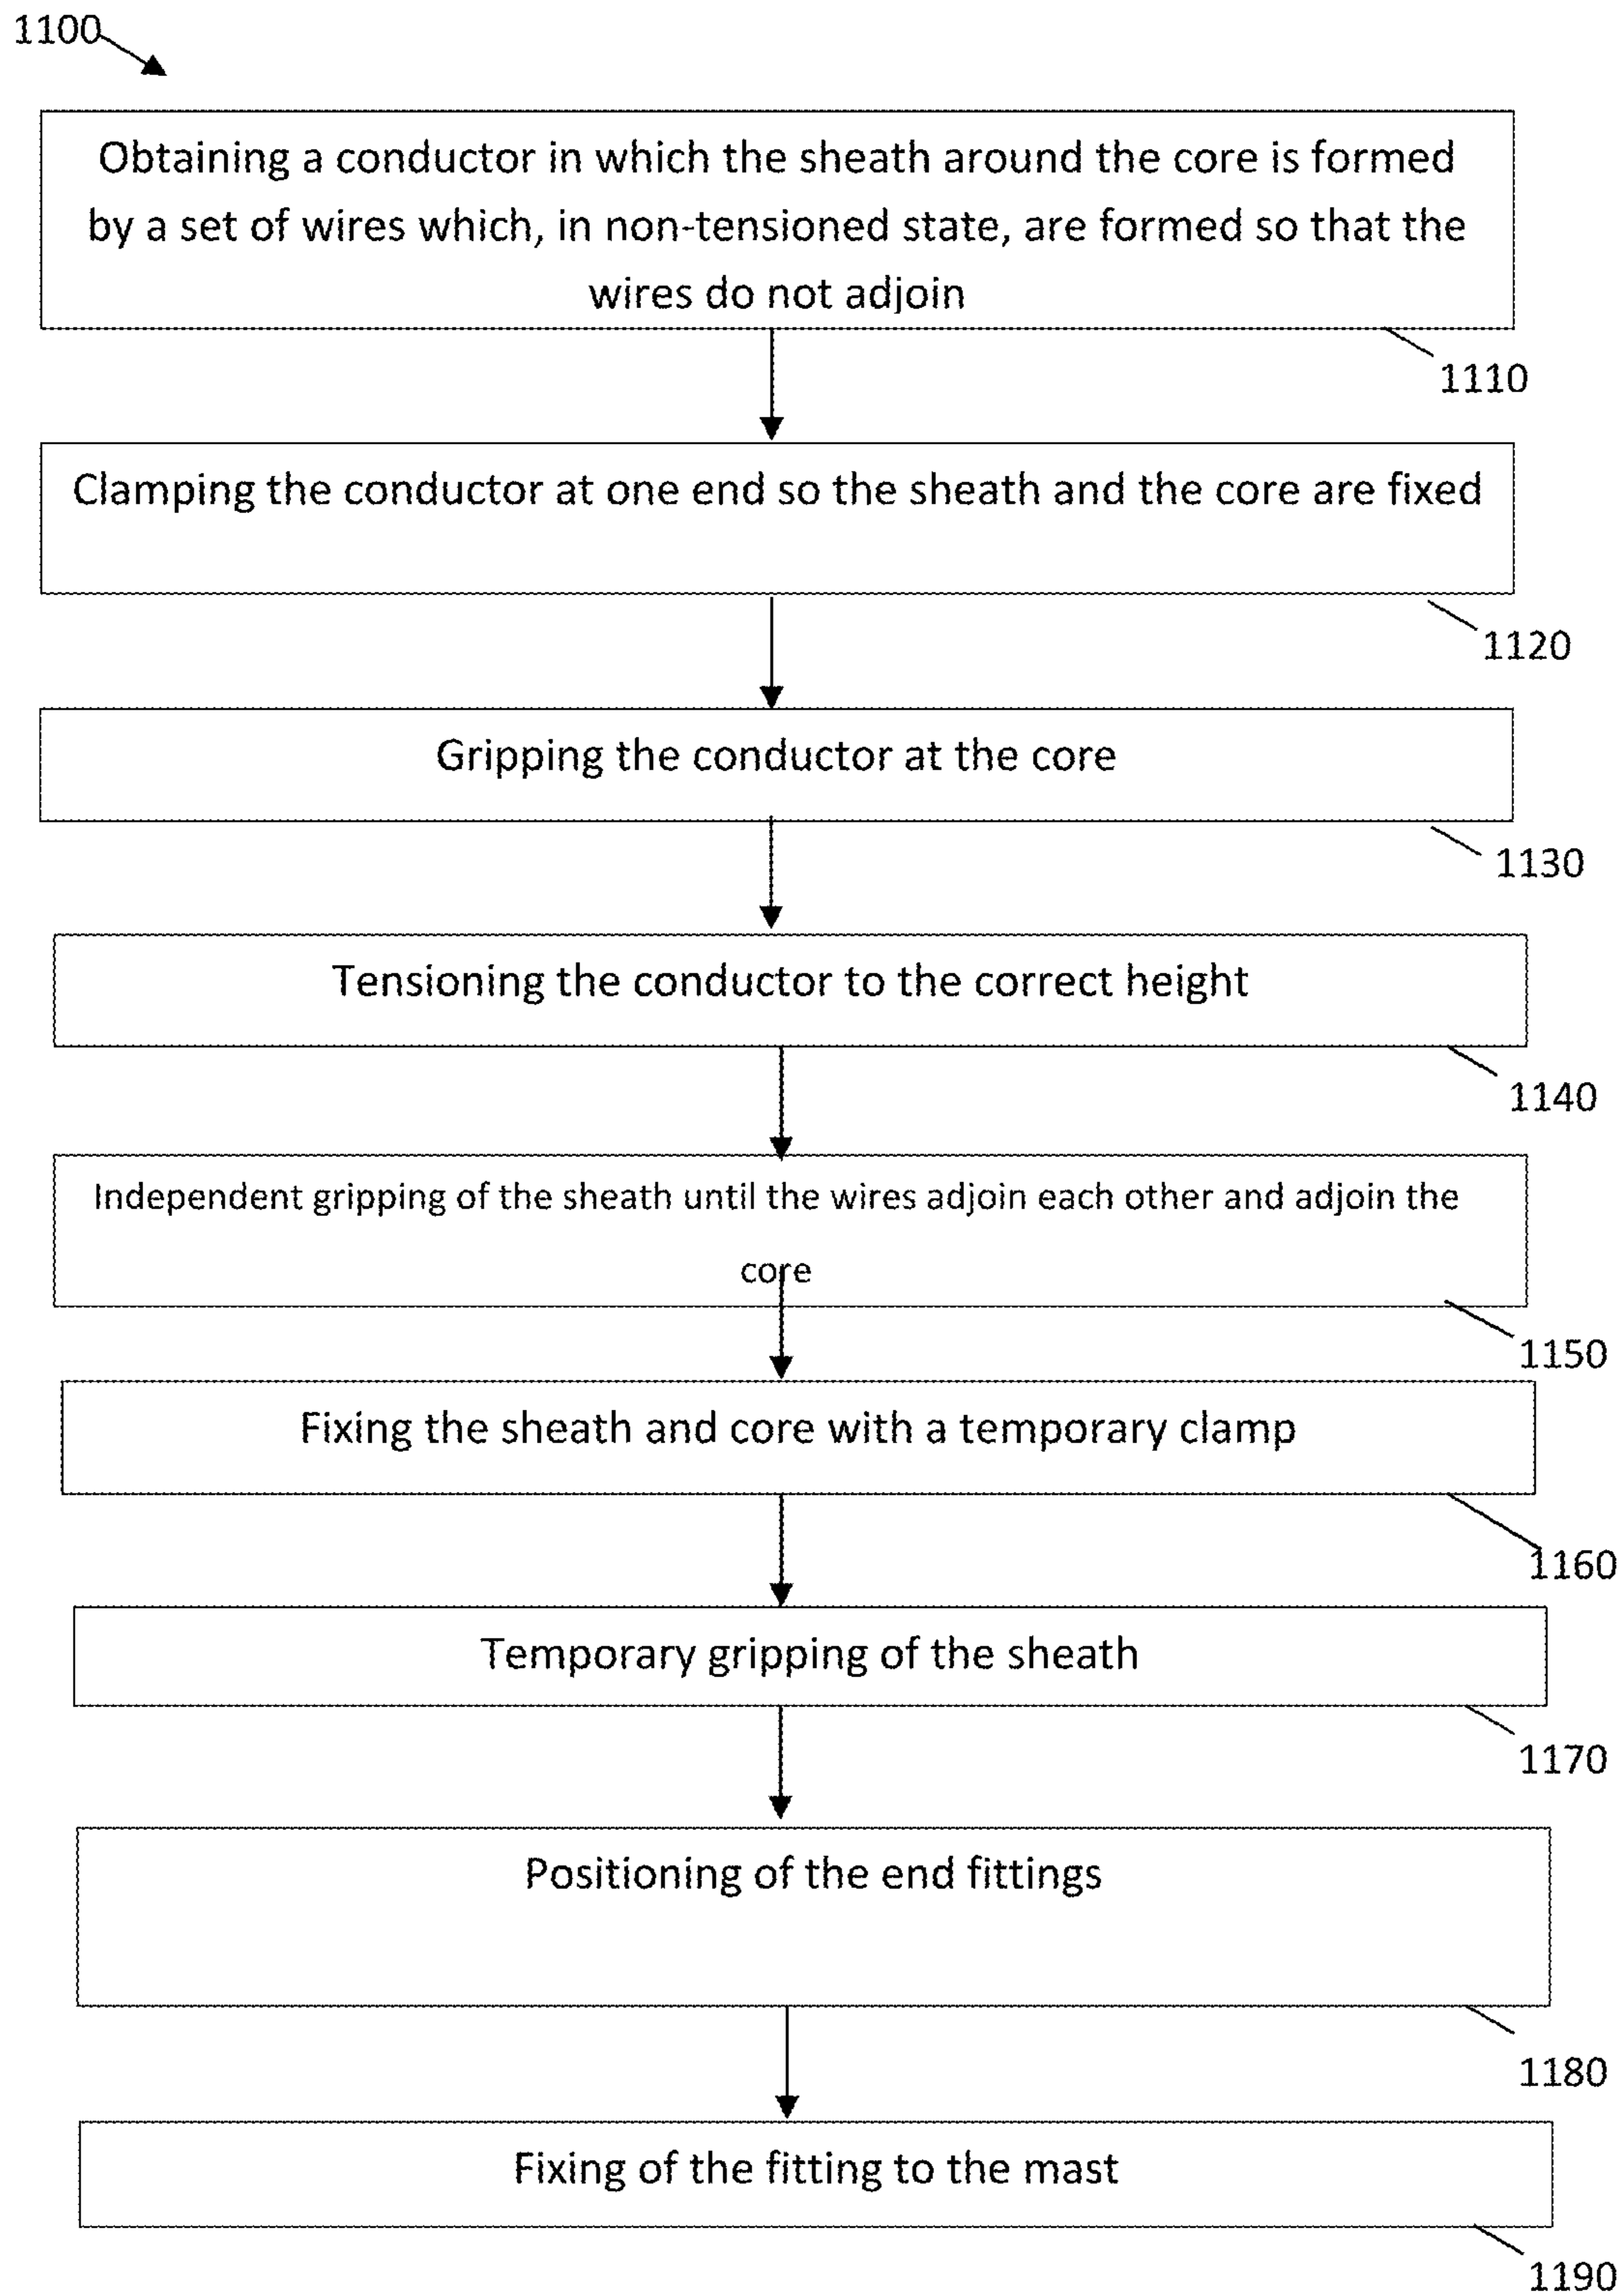 1100
Obtaining a conductor in which the sheath around the core is formed
by a set of wires which, in non-tensioned state, are formed so that the
wires do not adjoin
1110
Clamping the conductor at one end so the sheath and the core are fixed
1120
Gripping the conductor at the core
1130
Tensioning the conductor to the correct height
1140
Independent gripping of the sheath until the wires adjoin each other and adjoin the
core
1150
Fixing the sheath and core with a temporary clamp
1160
Temporary gripping of the sheath
1170
Positioning of the end fittings
1180
Fixing of the fitting to the mast
1190